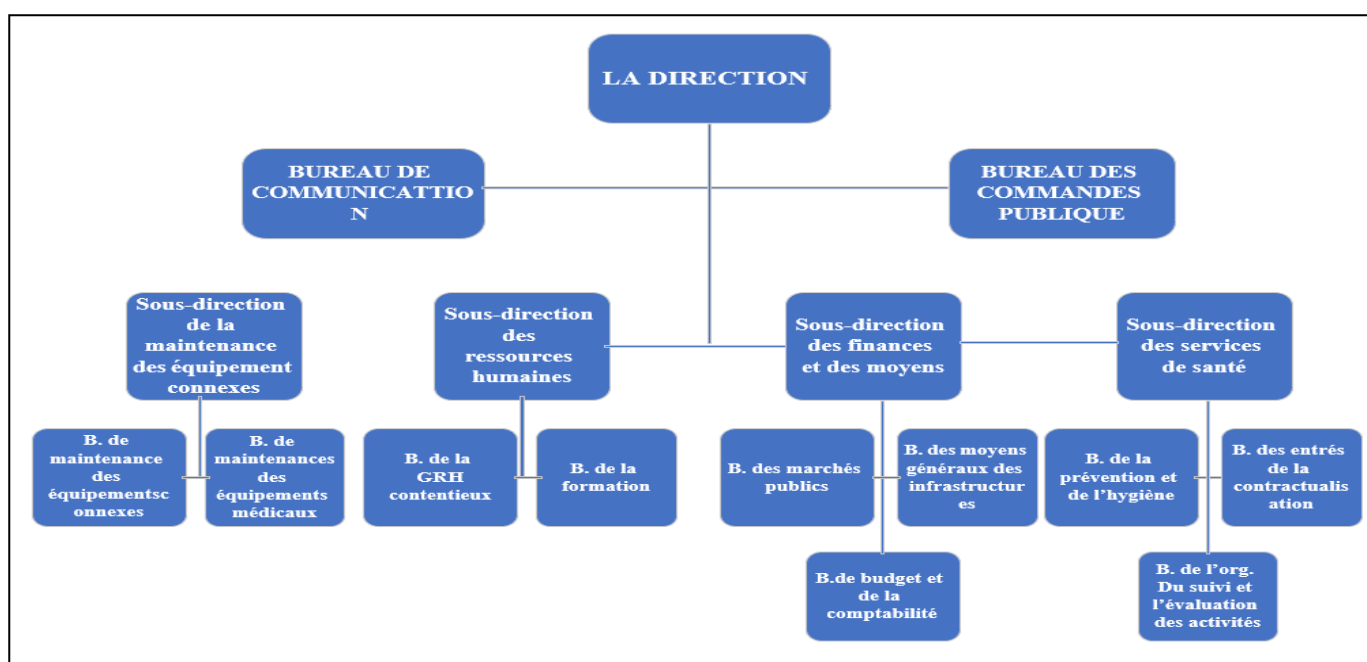 LA DIRECTION
BUREAU DE
COMMUNICATTIO
N
BUREAU DES
COMMANDES
PUBLIQUE
Sous-direction
de la
maintenance
des équipement
connexes
Sous-direction
des
ressources
humaines
Sous-direction
des finances
et des moyens
Sous-direction
des services
de santé
B. de
maintenance
des
équipementsc
onnexes
B. de
maintenances
des
équipements
médicaux
B. de la
GRH
contentieux
B. de la
formation
B. des marchés
publics
B. des moyens
généraux des
infrastructur
es
B. de la
prévention et
de l’hygiène
B. des entrés
de la
contractualis
ation
B.de budget et
de la
comptabilité
B. de l’org.
Du suivi et
l’évaluation
des activités